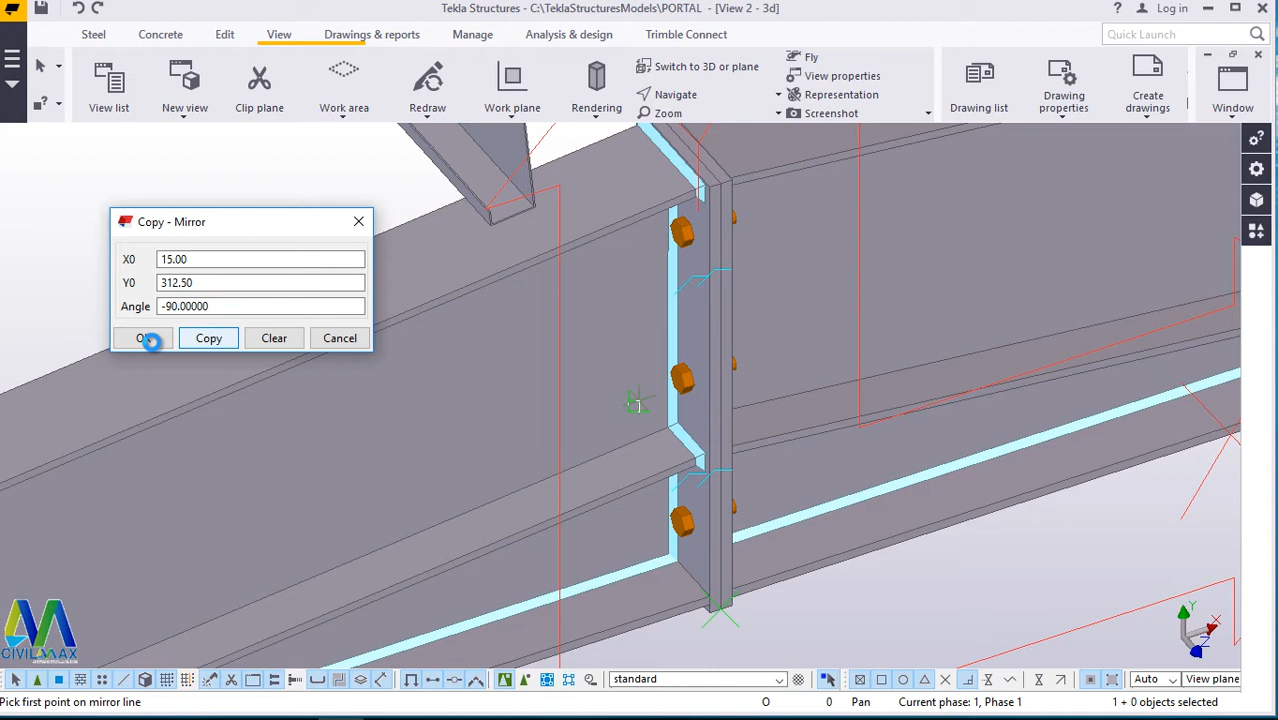 Tekla Structures - C:\TeklaStructuresModels\PORTAL - [View 2 - 3d]
? Log in
Steel Concrete Edit View Drawings & reports Manage Analysis & design Trimble Connect Quick Launch
View list
New view
Clip plane
Work area
Redraw
Work plane
Rendering
Switch to 3D or plane
Navigate
Zoom
Fly
View properties
Representation
Screenshot
Drawing list
Drawing properties
Create drawings
Window
Copy - Mirror
X0 15.00
Y0 312.50
Angle -90.00000
Copy Clear Cancel
X
Y
Z
CIVILMAX
standard Auto View plane
Pick first point on mirror line O 0 Pan Current phase: 1, Phase 1 1 + 0 objects selected